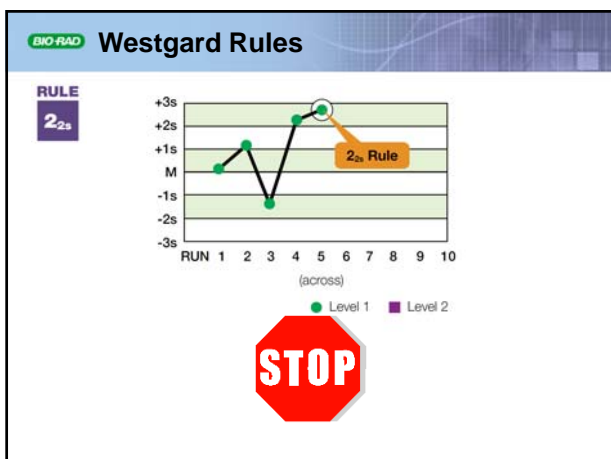 BIO-RAD Westgard Rules
RULE
2₂ₛ
+3s
+2s
+1s
M
-1s
-2s
-3s
2₂ₛ Rule
RUN 1 2 3 4 5 6 7 8 9 10
(across)
Level 1 Level 2
STOP